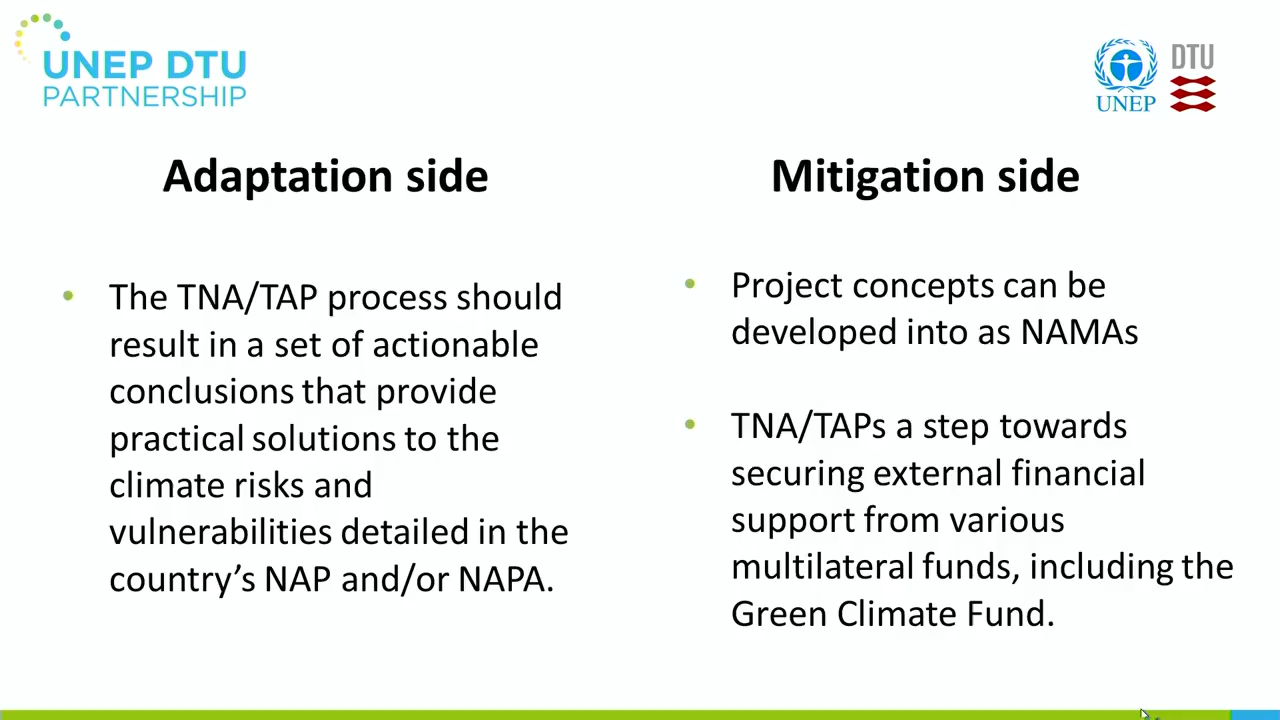 UNEP DTU
PARTNERSHIP
UNEP
DTU
Adaptation side
• The TNA/TAP process should
result in a set of actionable
conclusions that provide
practical solutions to the
climate risks and
vulnerabilities detailed in the
country’s NAP and/or NAPA.
Mitigation side
• Project concepts can be
developed into as NAMAs
• TNA/TAPs a step towards
securing external financial
support from various
multilateral funds, including the
Green Climate Fund.